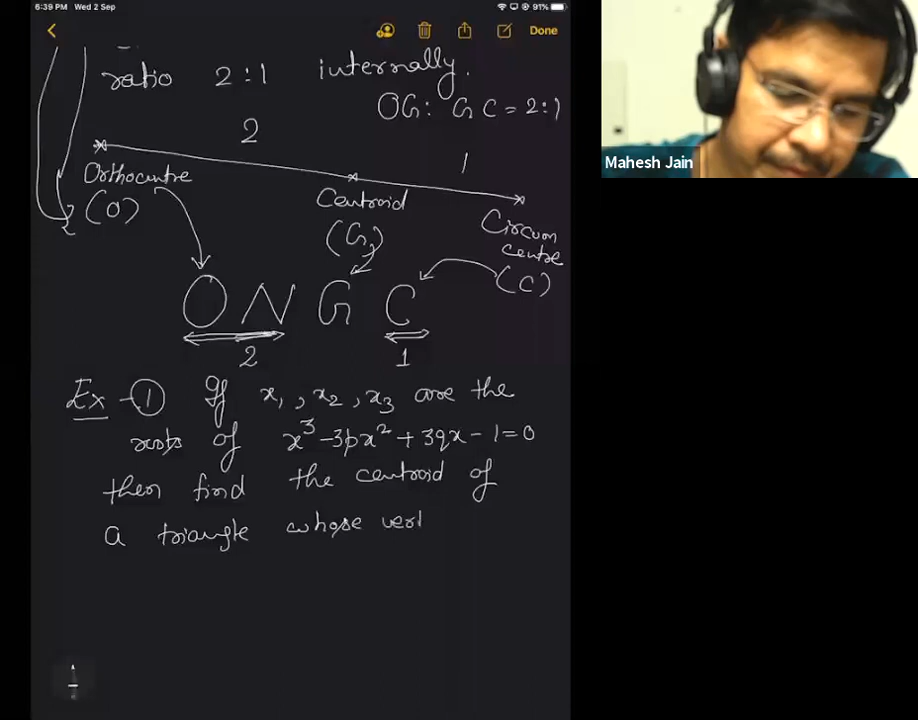 6:39 PM Wed 2 Sep
91%
Done
ratio 2:1 internally.
OG: GC = 2:1
2
1
Orthocentre
(O)
Centroid
(G)
Circum
centre
(C)
O N G C
2
1
Ex-① If x₁, x₂, x₃ are the
roots of x³-3px²+3qx-1=0
then find the centroid of
a triangle whose vert
Mahesh Jain